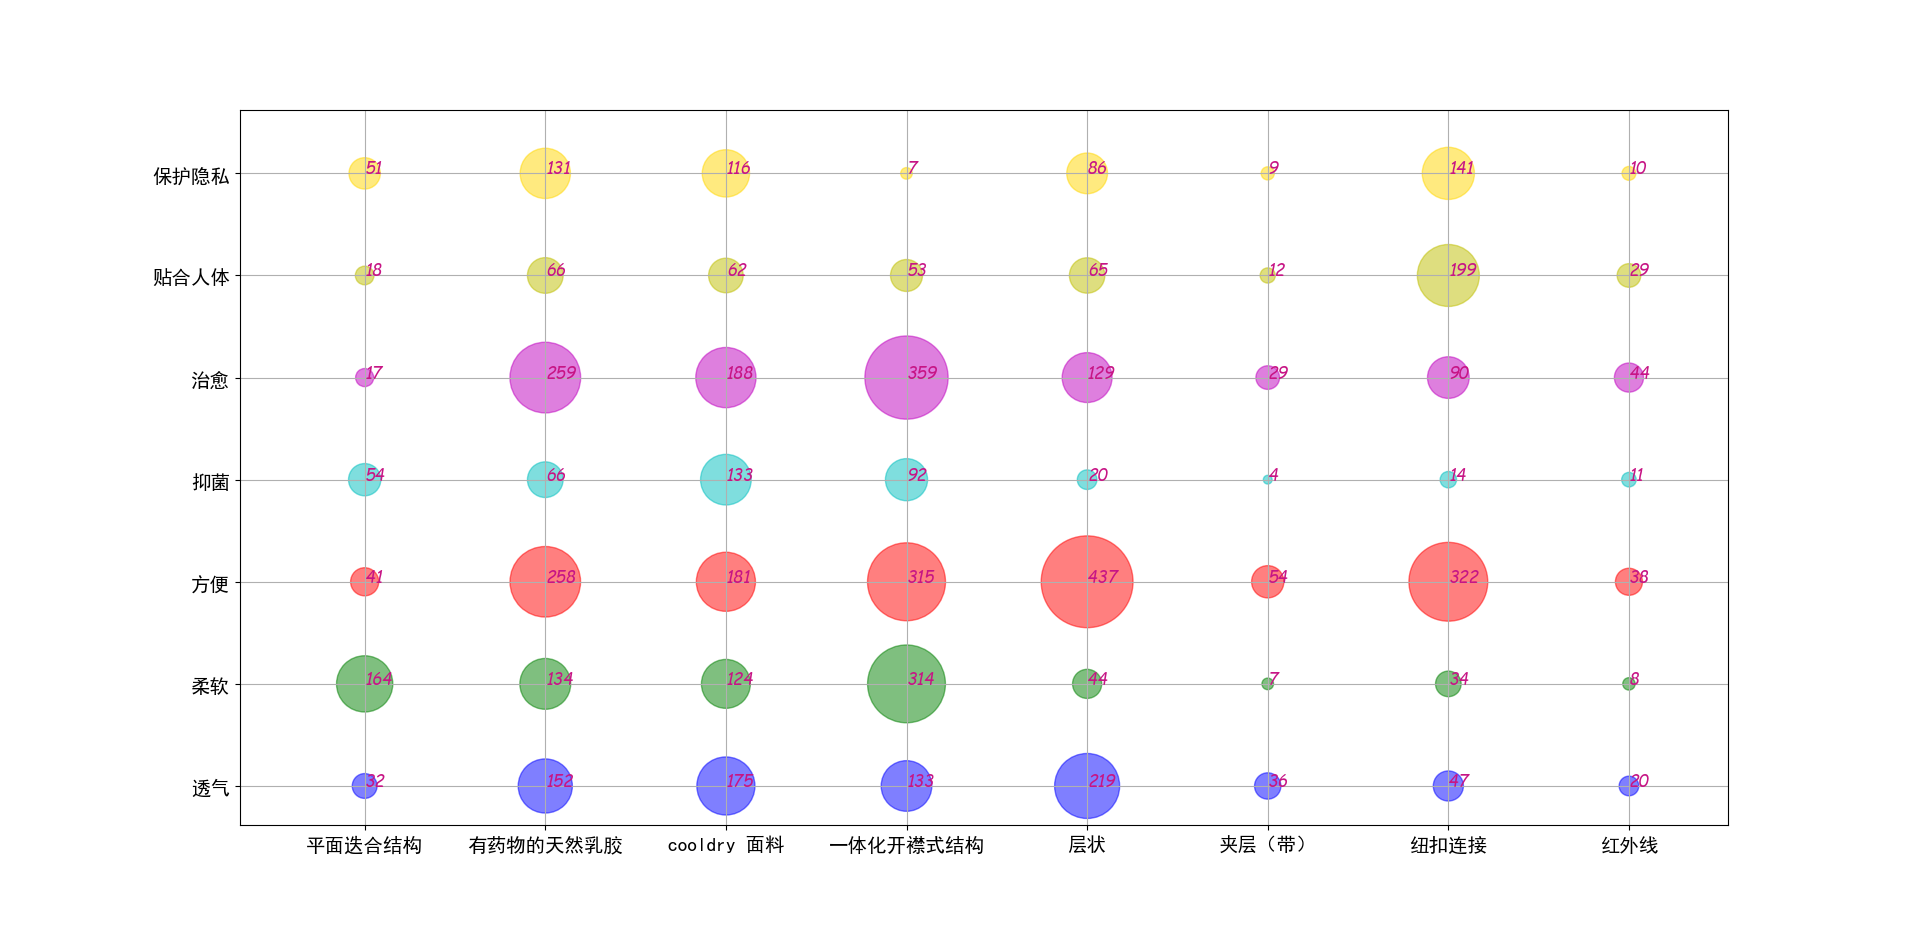 保护隐私 51 131 116 7 86 9 141 10
贴合人体 18 66 62 53 65 12 199 29
治愈 17 259 188 359 129 29 90 44
抑菌 54 66 133 92 20 4 14 11
方便 41 258 181 315 437 54 322 38
柔软 164 134 124 314 44 7 34 8
透气 32 152 175 133 219 36 47 20
平面迭合结构 有药物的天然乳胶 cooldry 面料 一体化开襟式结构 层状 夹层（带） 纽扣连接 红外线